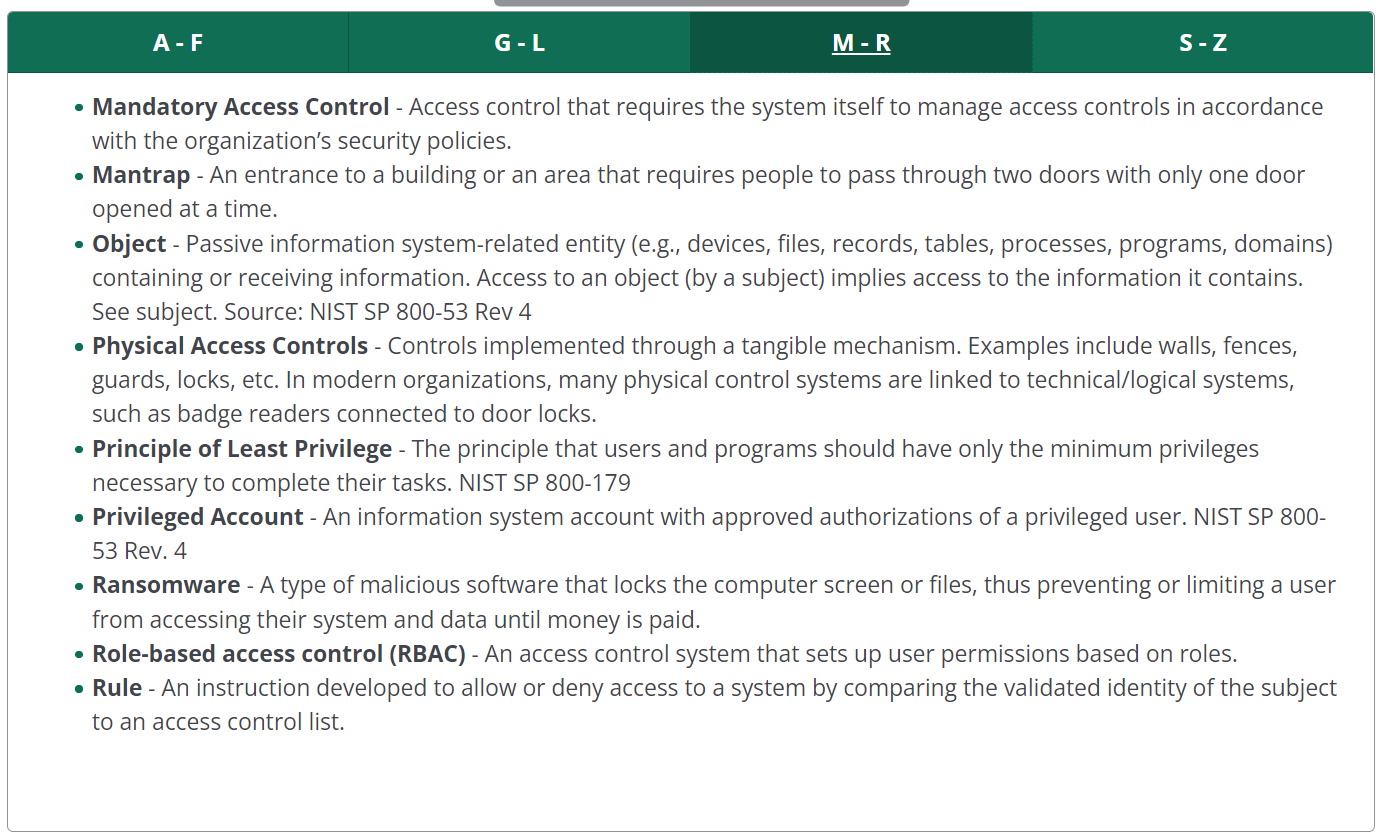 A - F
G - L
M - R
S - Z
Mandatory Access Control - Access control that requires the system itself to manage access controls in accordance
with the organization’s security policies.
Mantrap - An entrance to a building or an area that requires people to pass through two doors with only one door
opened at a time.
Object - Passive information system-related entity (e.g., devices, files, records, tables, processes, programs, domains)
containing or receiving information. Access to an object (by a subject) implies access to the information it contains.
See subject. Source: NIST SP 800-53 Rev 4
Physical Access Controls - Controls implemented through a tangible mechanism. Examples include walls, fences,
guards, locks, etc. In modern organizations, many physical control systems are linked to technical/logical systems,
such as badge readers connected to door locks.
Principle of Least Privilege - The principle that users and programs should have only the minimum privileges
necessary to complete their tasks. NIST SP 800-179
Privileged Account - An information system account with approved authorizations of a privileged user. NIST SP 800-
53 Rev. 4
Ransomware - A type of malicious software that locks the computer screen or files, thus preventing or limiting a user
from accessing their system and data until money is paid.
Role-based access control (RBAC) - An access control system that sets up user permissions based on roles.
Rule - An instruction developed to allow or deny access to a system by comparing the validated identity of the subject
to an access control list.